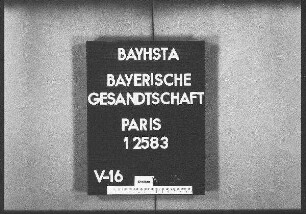 BAYHSTA
BAYERISCHE
GESANDTSCHAFT
PARIS
12583
V-16